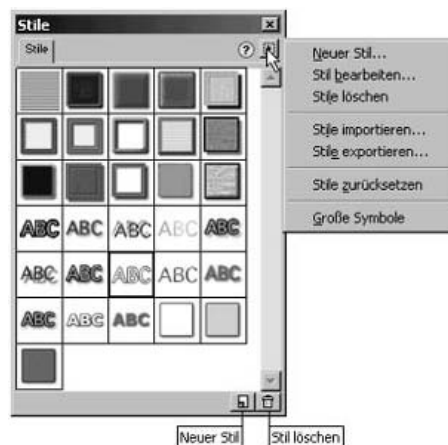 Stile
Stile
?
Neuer Stil...
Stil bearbeiten...
Stile löschen
Stile importieren...
Stile exportieren...
Stile zurücksetzen
Große Symbole
ABC ABC ABC ABC ABC
ABC ABC ABC ABC ABC
ABC ABC ABC
Neuer Stil
Stil löschen